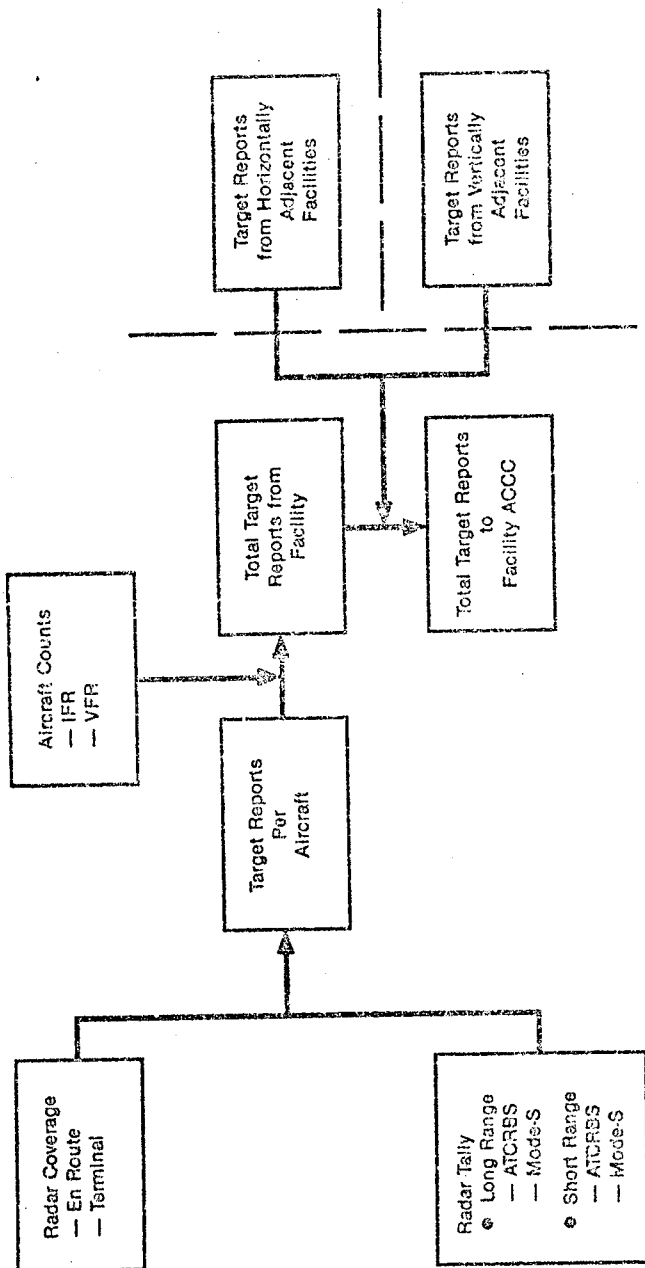 Radar Coverage
— En Route
— Terminal
Radar Tally
● Long Range
— ATCRBS
— Mode-S
● Short Range
— ATCRBS
— Mode-S
Target Reports
Per
Aircraft
Aircraft Counts
— IFR
— VFR
Total Target
Reports from
Facility
Total Target Reports
to
Facility ACCC
Target Reports
from Horizontally
Adjacent
Facilities
Target Reports
from Vertically
Adjacent
Facilities